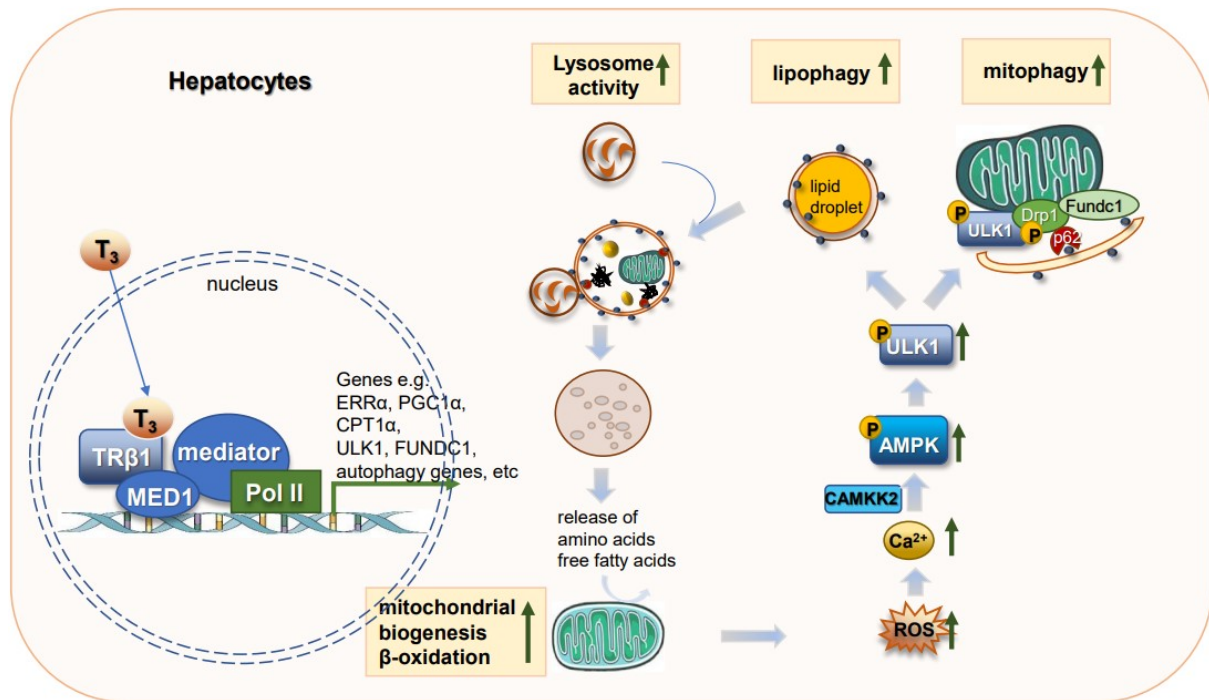 Hepatocytes
Lysosome
activity
lipophagy
mitophagy
lipid
droplet
P
ULK1
Drp1
P
Fundc1
p62
T3
nucleus
T3
TRβ1
mediator
MED1
Pol II
Genes e.g.
ERRα, PGC1α,
CPT1α,
ULK1, FUNDC1,
autophagy genes, etc
release of
amino acids
free fatty acids
mitochondrial
biogenesis
β-oxidation
P
ULK1
P
AMPK
CAMKK2
Ca²⁺
ROS